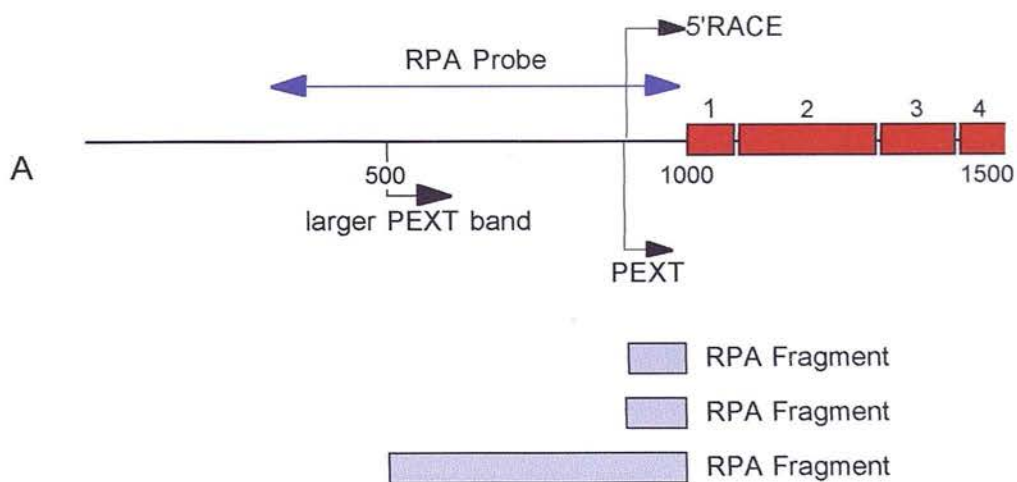 5'RACE
RPA Probe
1 2 3 4
A
500 1000 1500
larger PEXT band
PEXT
RPA Fragment
RPA Fragment
RPA Fragment